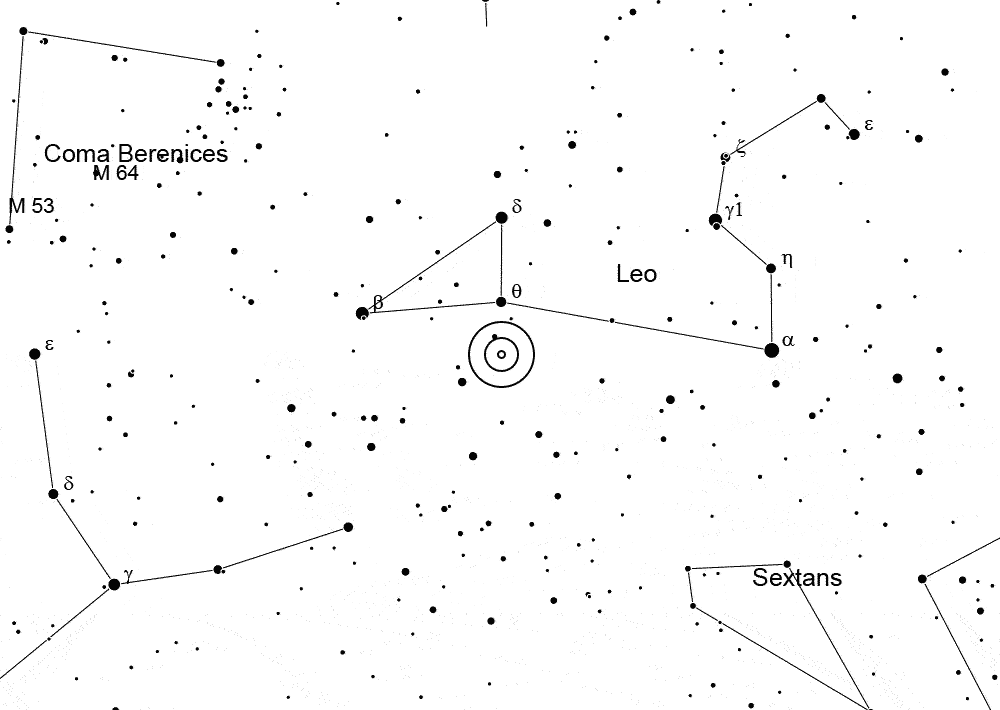 ε
Coma Berenices
ζ
M 64
M 53
δ
γ1
η
Leo
θ
β
α
ε
δ
γ
Sextans